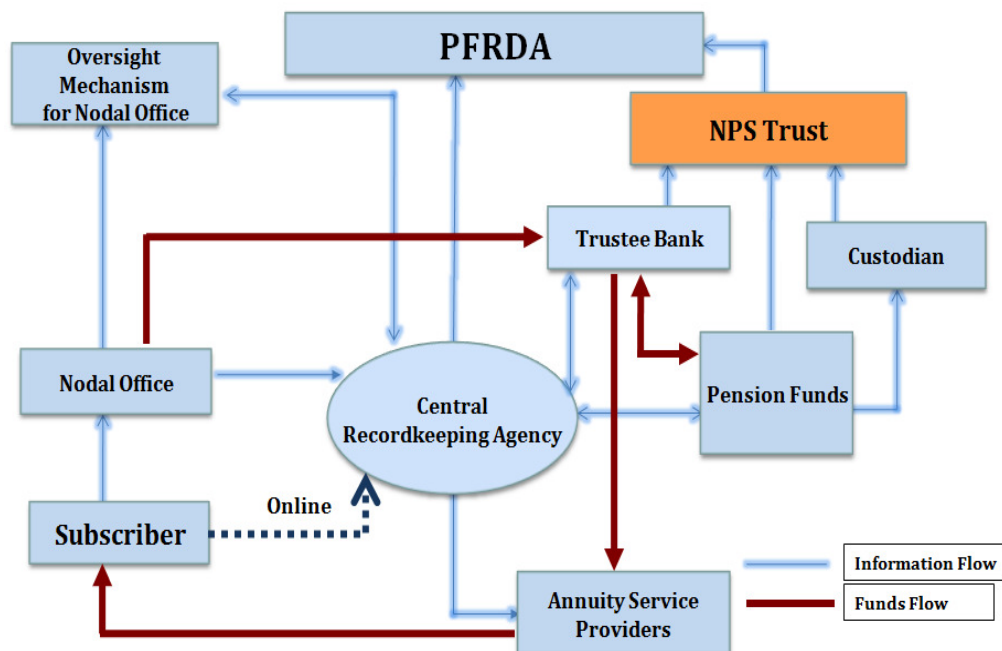 PFRDA
Oversight
Mechanism
for Nodal Office
NPS Trust
Trustee Bank
Custodian
Nodal Office
Central
Recordkeeping Agency
Pension Funds
Online
Subscriber
Annuity Service
Providers
Information Flow
Funds Flow